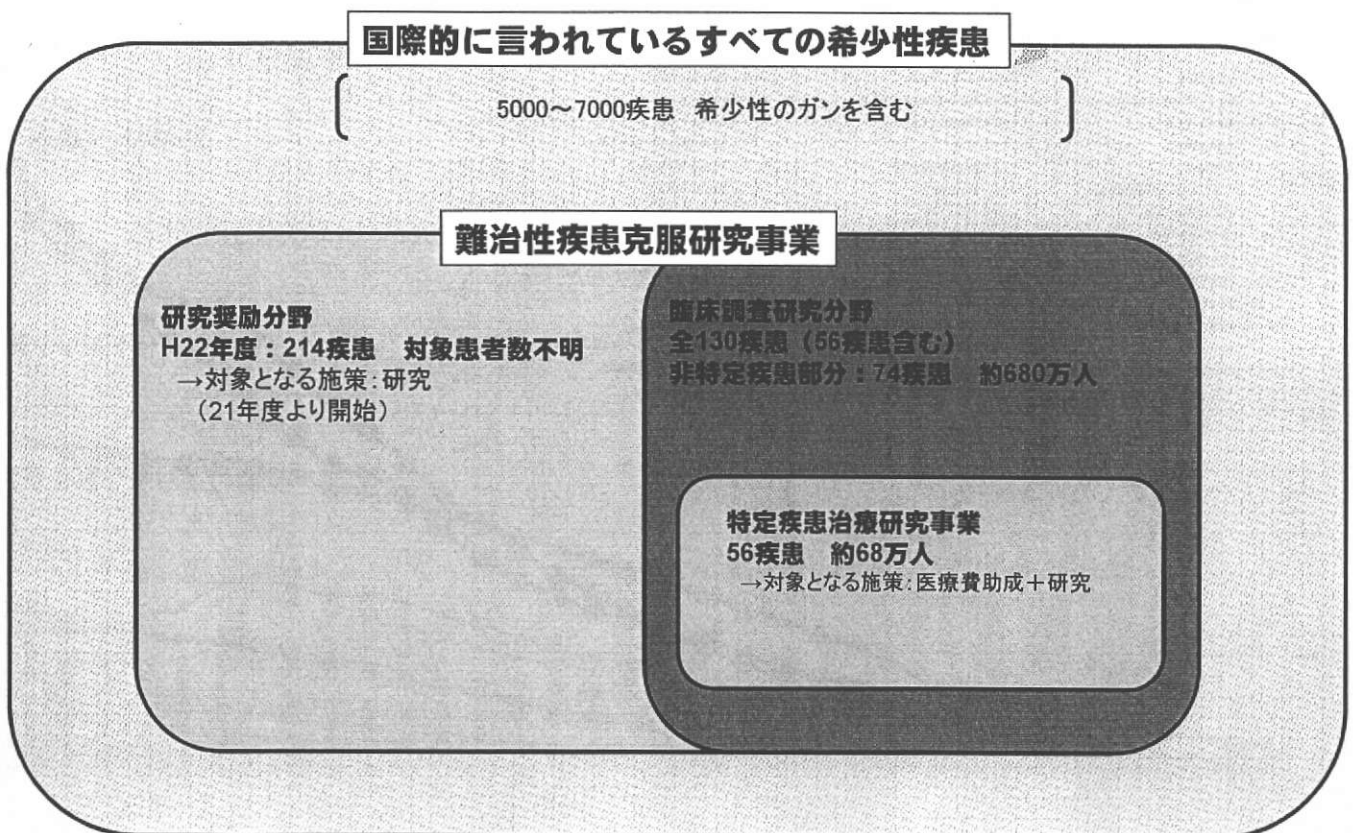 国際的に言われているすべての希少性疾患
5000～7000疾患 希少性のガンを含む
難治性疾患克服研究事業
研究奨励分野
H22年度：214疾患 対象患者数不明
→対象となる施策：研究
（21年度より開始）
臨床調査研究分野
全130疾患（56疾患含む）
非特定疾患部分：74疾患 約680万人
特定疾患治療研究事業
56疾患 約68万人
→対象となる施策：医療費助成＋研究